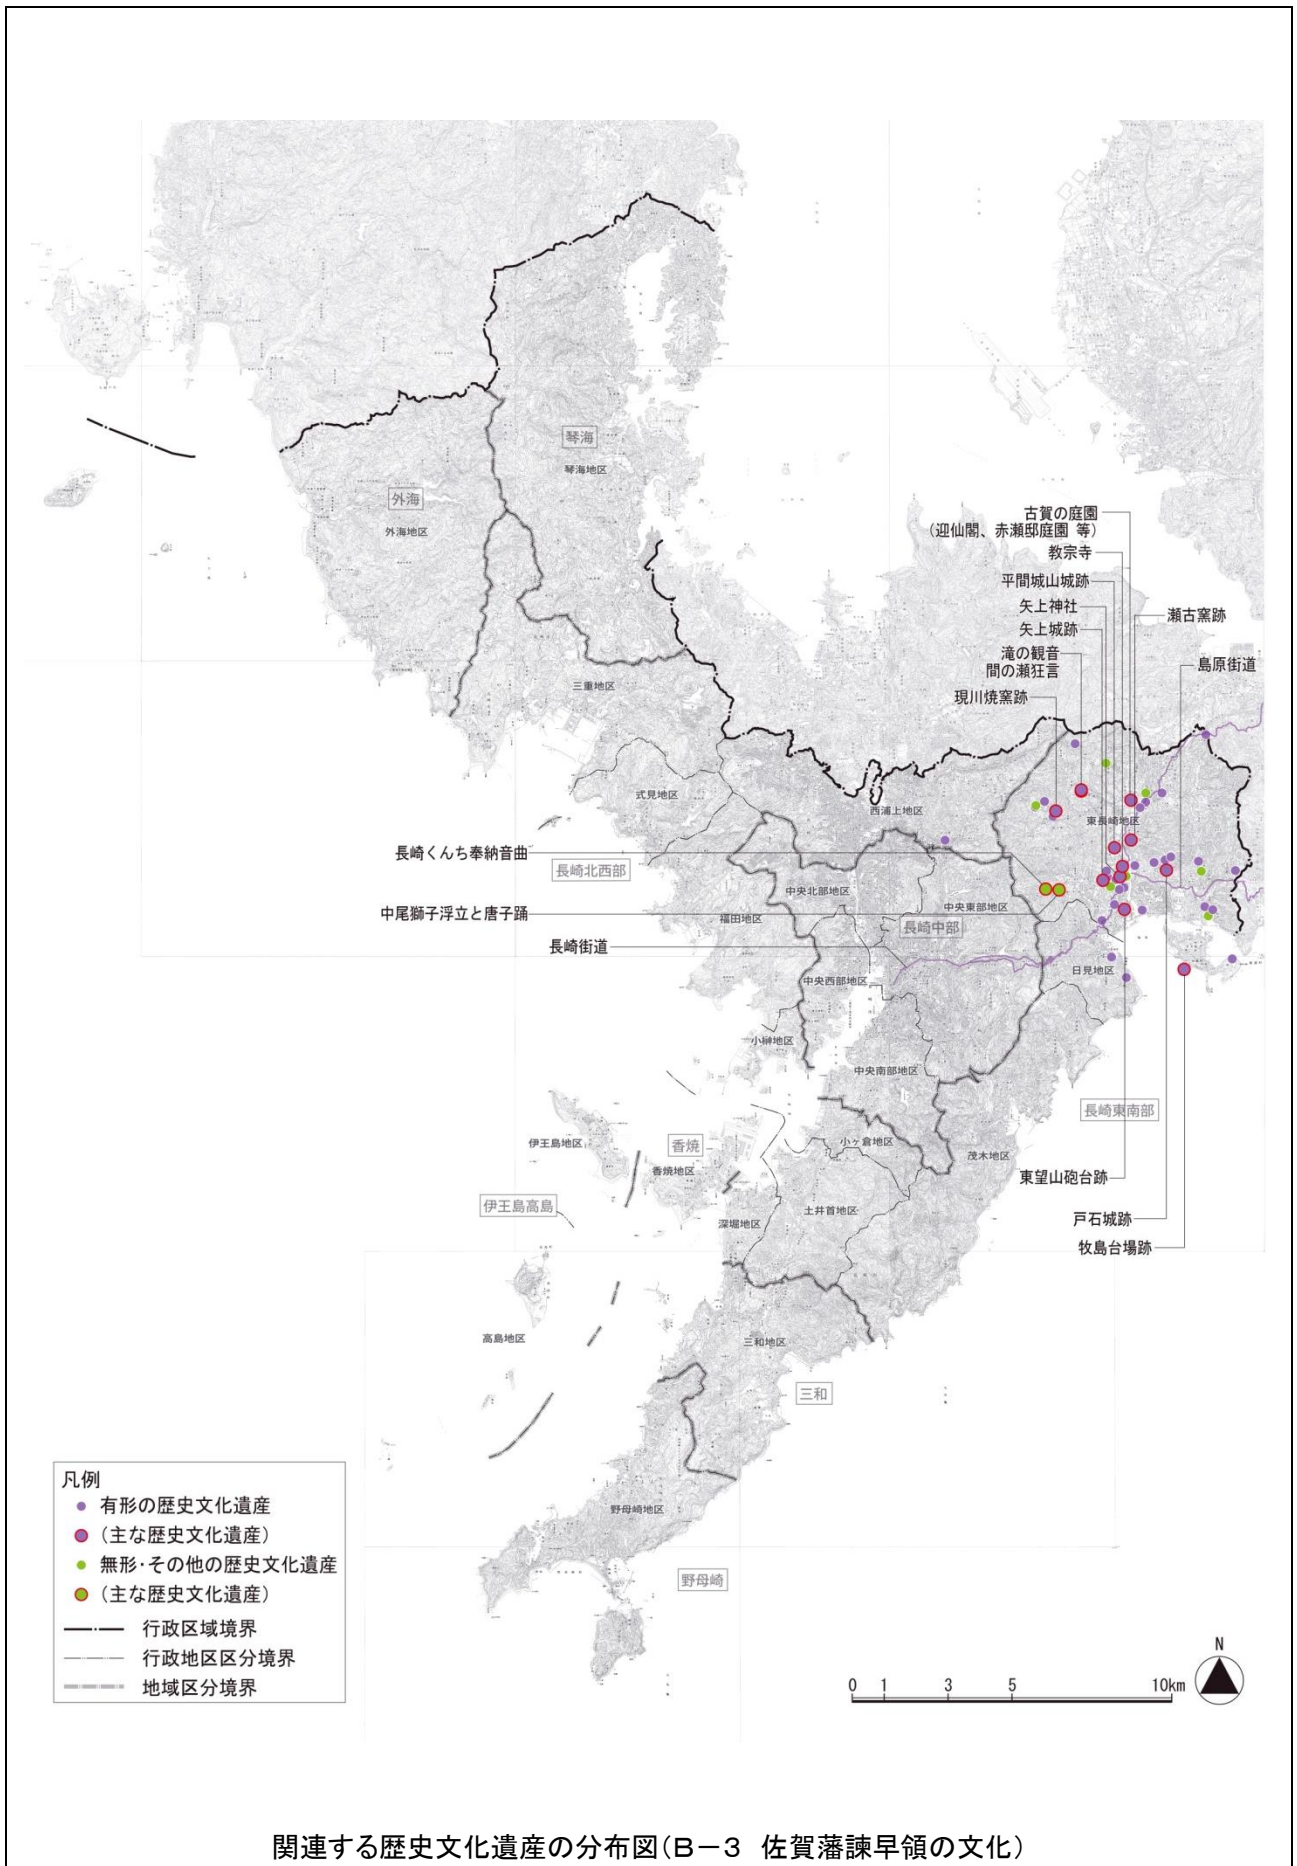 古賀の庭園
（迎仙閣、赤瀬邸庭園 等）
教宗寺
平間城山城跡
矢上神社
瀬古窯跡
矢上城跡
滝の観音
間の瀬狂言
島原街道
現川焼窯跡
琴海
琴海地区
外海
外海地区
三重地区
式見地区
西浦上地区
東長崎地区
長崎くんち奉納音曲
長崎北西部
中央北部地区
中央東部地区
中尾獅子浮立と唐子踊
福田地区
長崎中部
長崎街道
日見地区
中央西部地区
小榊地区
中央南部地区
長崎東南部
伊王島地区
香焼
小ヶ倉地区
茂木地区
香焼地区
東望山砲台跡
伊王島高島
深堀地区
土井首地区
戸石城跡
牧島台場跡
高島地区
三和地区
三和
野母崎地区
野母崎
凡例
有形の歴史文化遺産
（主な歴史文化遺産）
無形・その他の歴史文化遺産
（主な歴史文化遺産）
行政区域境界
行政地区区分境界
地域区分境界
N
0 1 3 5 10km
関連する歴史文化遺産の分布図（B－3 佐賀藩諫早領の文化）